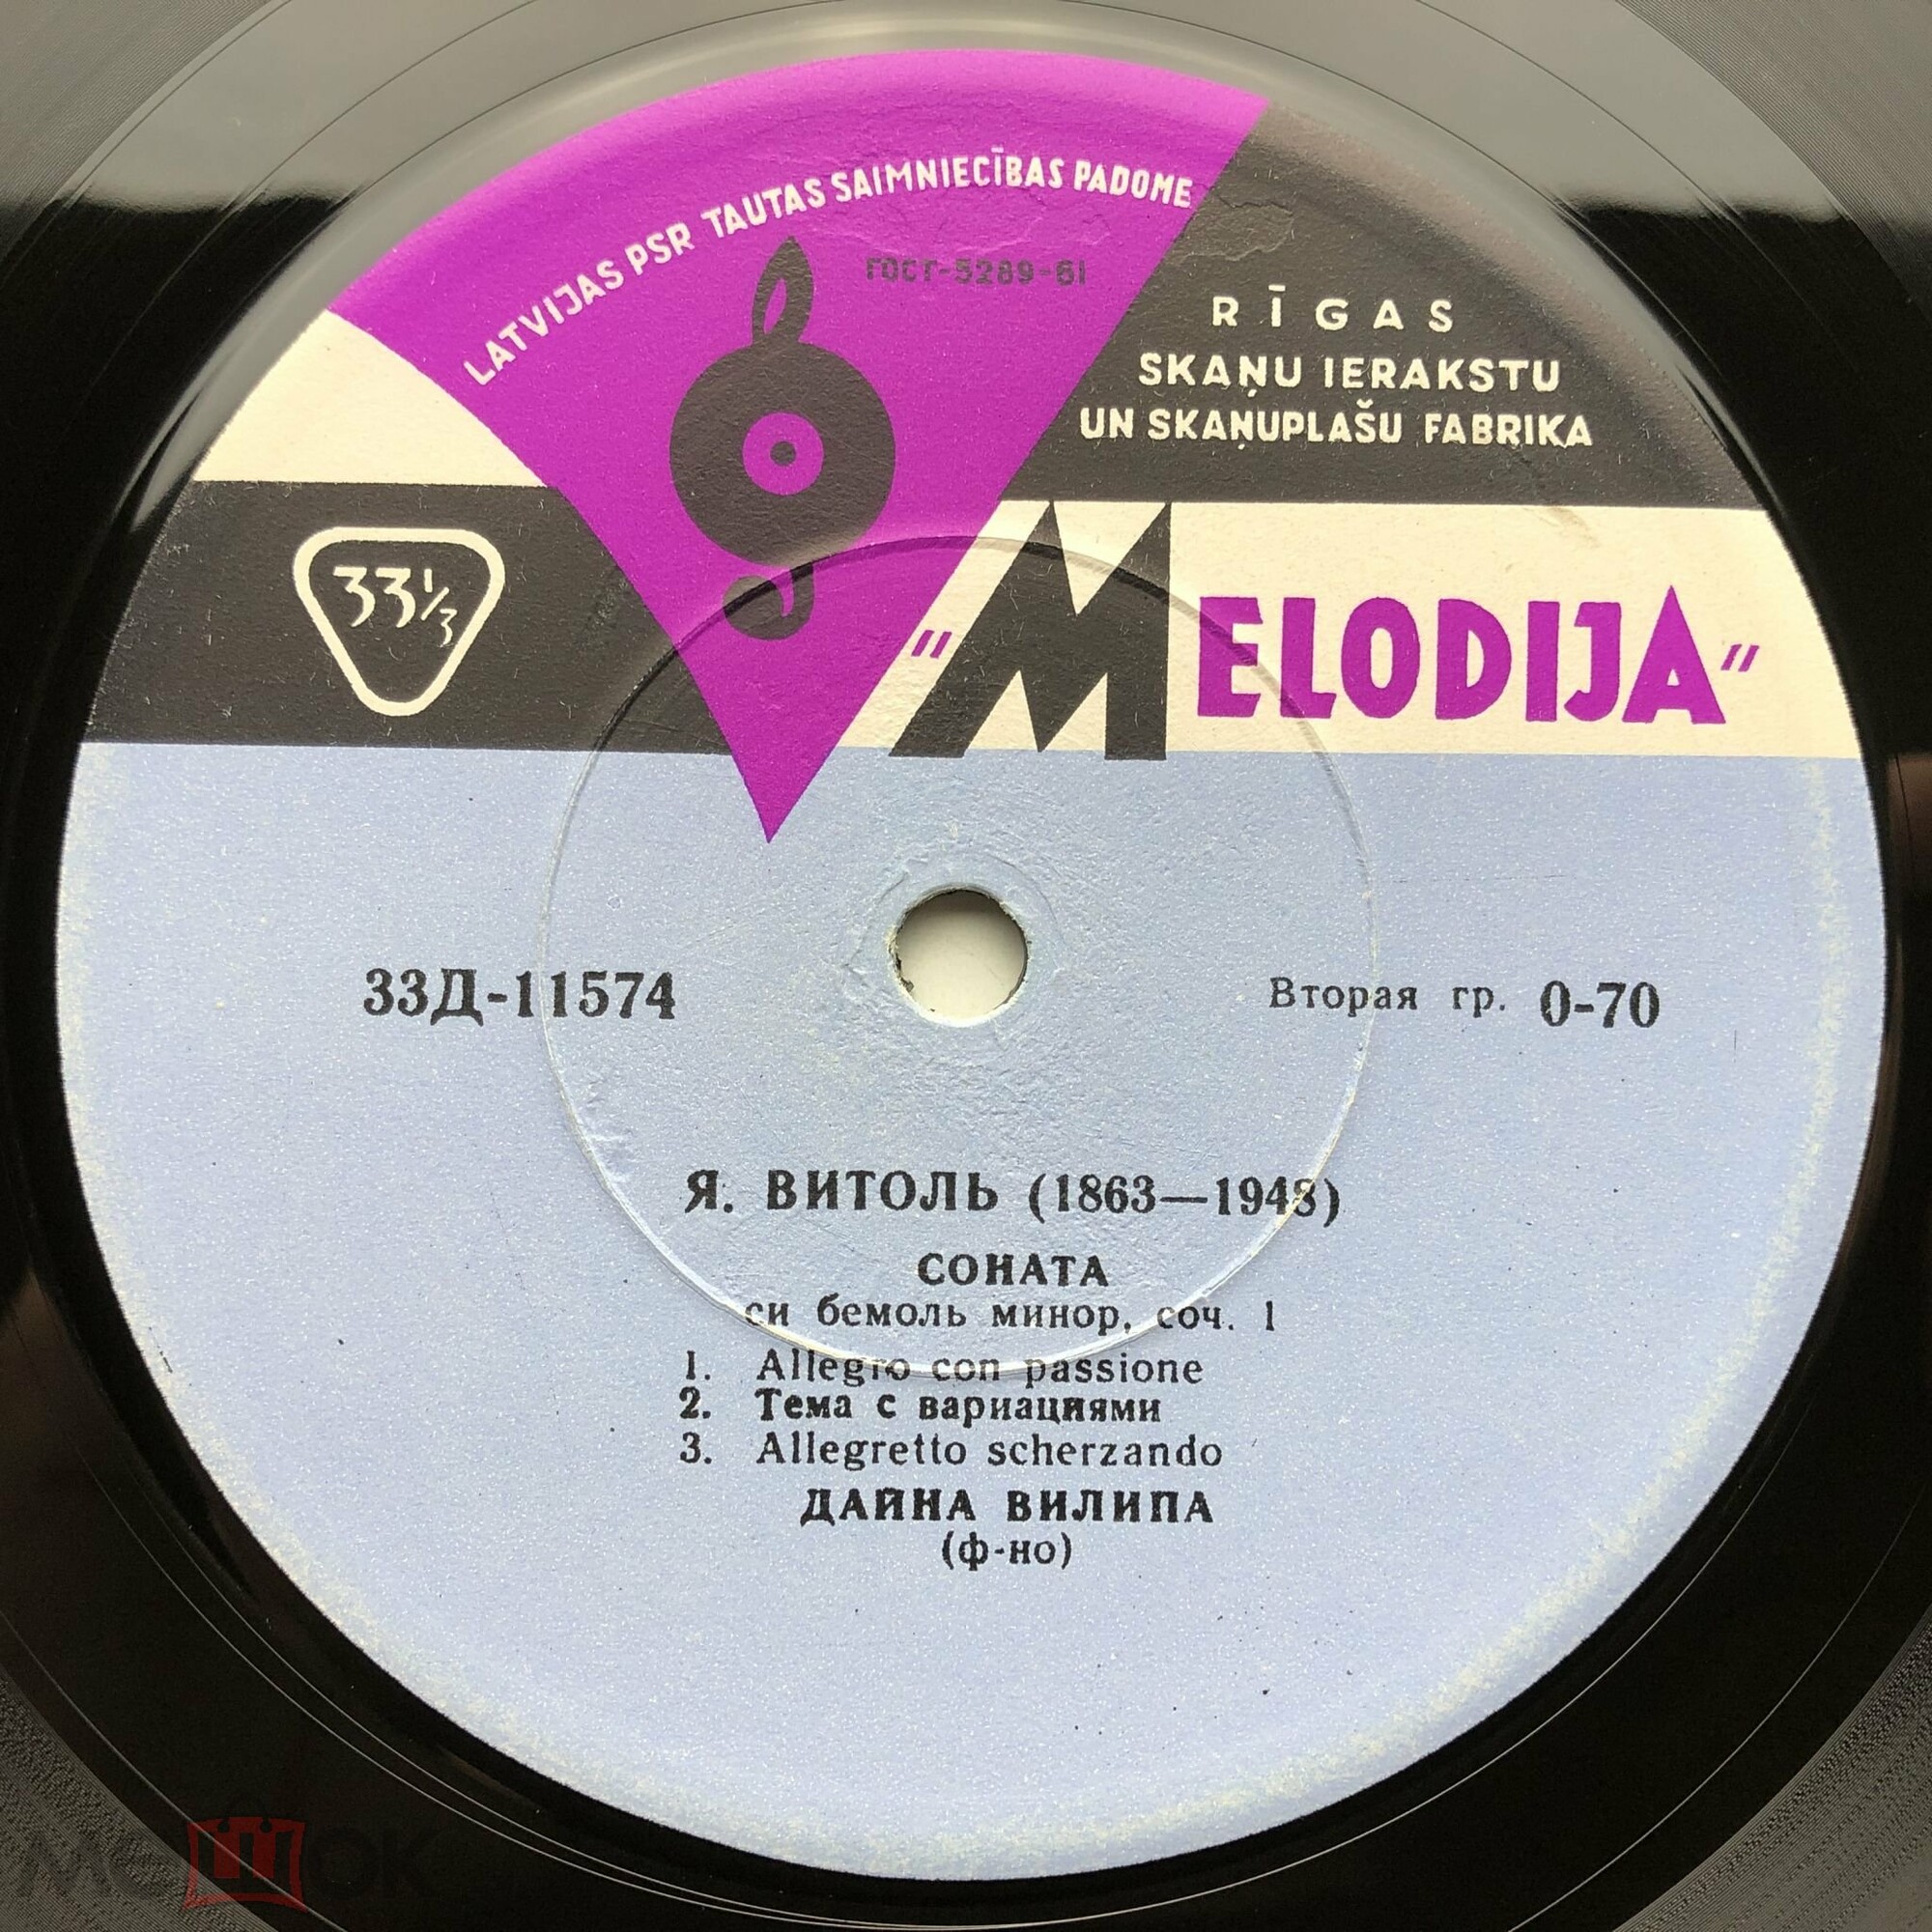 LATVIJAS PSR TAUTAS SAIMNIECĪBAS PADOME
ГОСТ-5289-61
RĪGAS
SKAŅU IERAKSTU
UN SKAŅUPLAŠU FABRIKA
33⅓
"MELODIJA"
33Д-11574
Вторая гр. 0-70
Я. ВИТОЛЬ (1863—1948)
СОНАТА
си бемоль минор, соч. 1
1. Allegro con passione
2. Тема с вариациями
3. Allegretto scherzando
ДАЙНА ВИЛИПА
(ф-но)
мешок